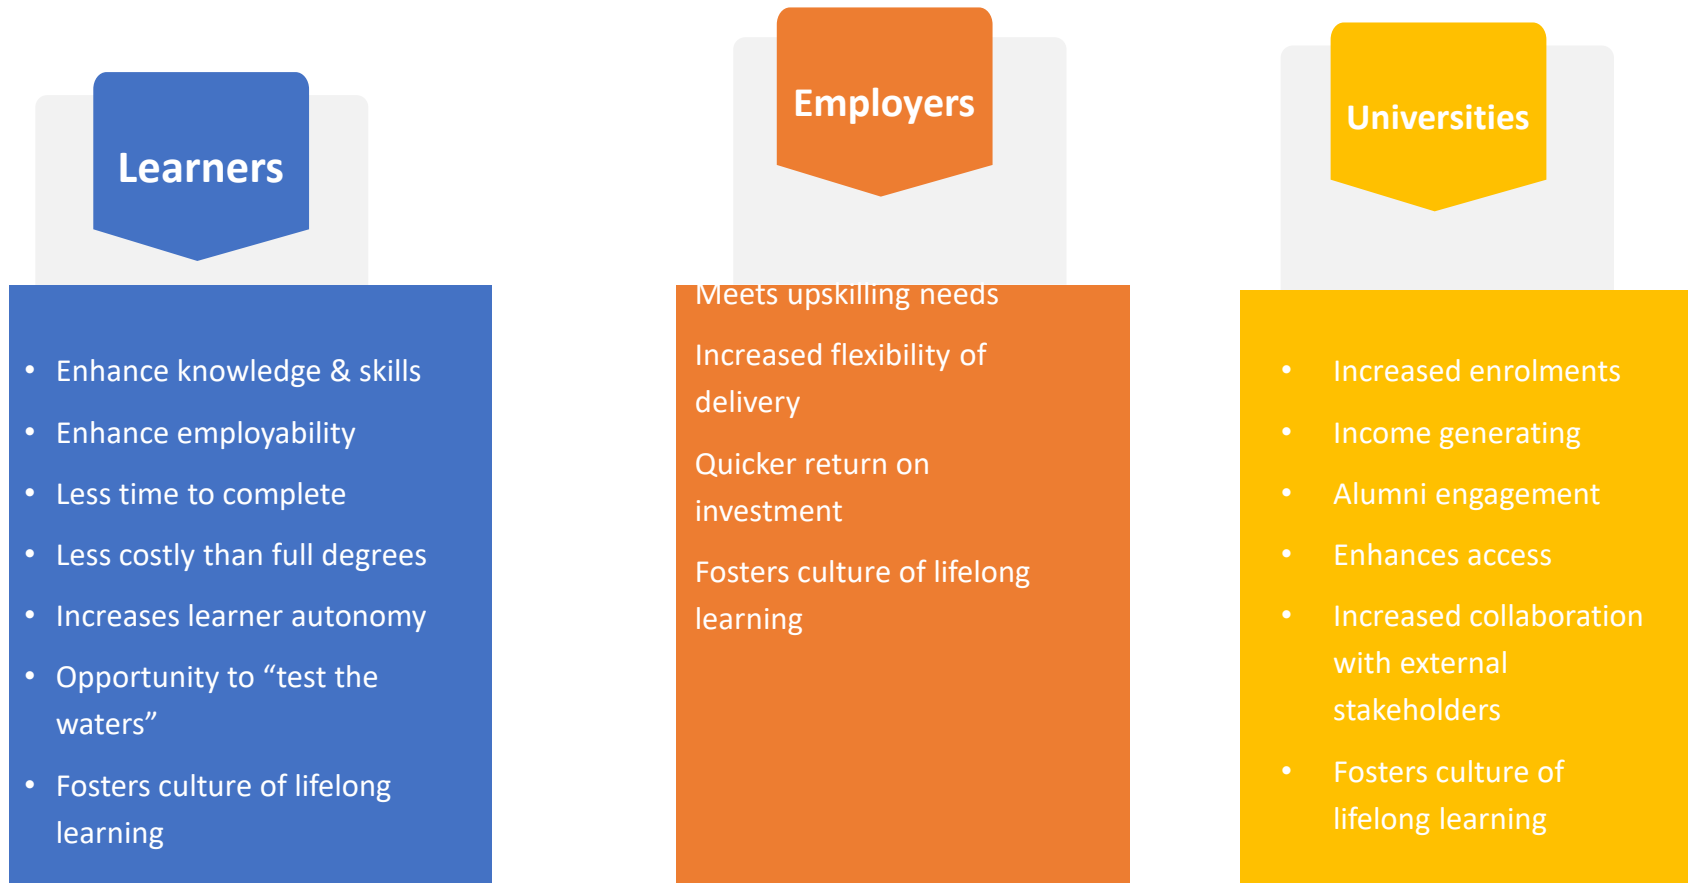 Learners
• Enhance knowledge & skills
• Enhance employability
• Less time to complete
• Less costly than full degrees
• Increases learner autonomy
• Opportunity to “test the
waters”
• Fosters culture of lifelong
learning
Employers
Meets upskilling needs
Increased flexibility of
delivery
Quicker return on
investment
Fosters culture of lifelong
learning
Universities
• Increased enrolments
• Income generating
• Alumni engagement
• Enhances access
• Increased collaboration
with external
stakeholders
• Fosters culture of
lifelong learning